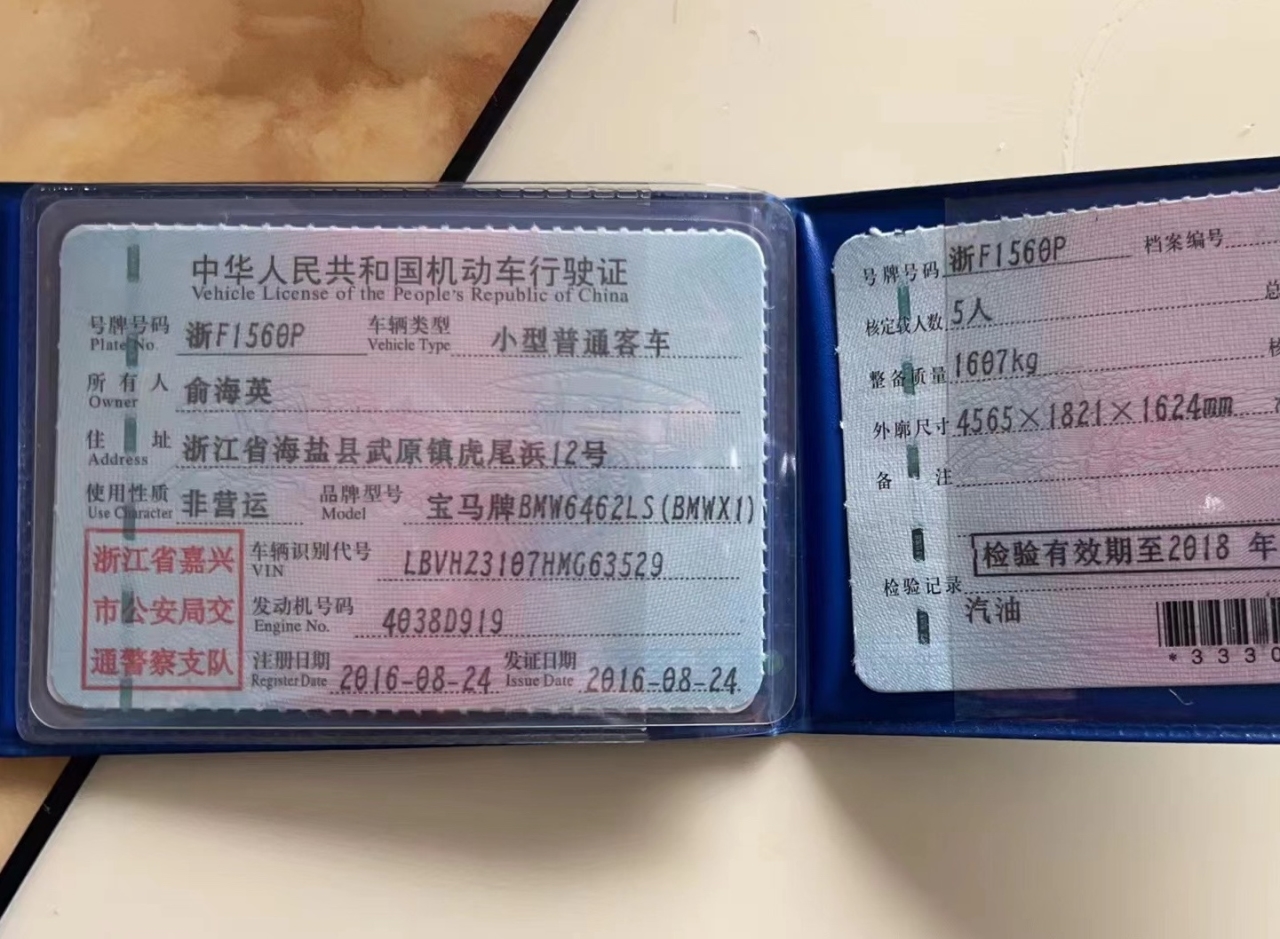 中华人民共和国机动车行驶证
Vehicle License of the People's Republic of China
号牌号码 浙F1560P 车辆类型 小型普通客车
Plate No. Vehicle Type
所有人 俞海英
Owner
住址 浙江省海盐县武原镇虎尾浜12号
Address
使用性质 非营运 品牌型号 宝马牌BMW6462LS(BMWX1)
Use Character Model
浙江省嘉兴
市公安局交
通警察支队
车辆识别代号 LBVHZ3107HMG63529
VIN
发动机号码 4038D919
Engine No.
注册日期 2016-08-24 发证日期 2016-08-24
Register Date Issue Date
号牌号码 浙F1560P 档案编号
核定载人数 5人 总
整备质量 1607kg
外廓尺寸 4565×1821×1624mm
备注
检验有效期至2018 年
检验记录
汽油
*3330